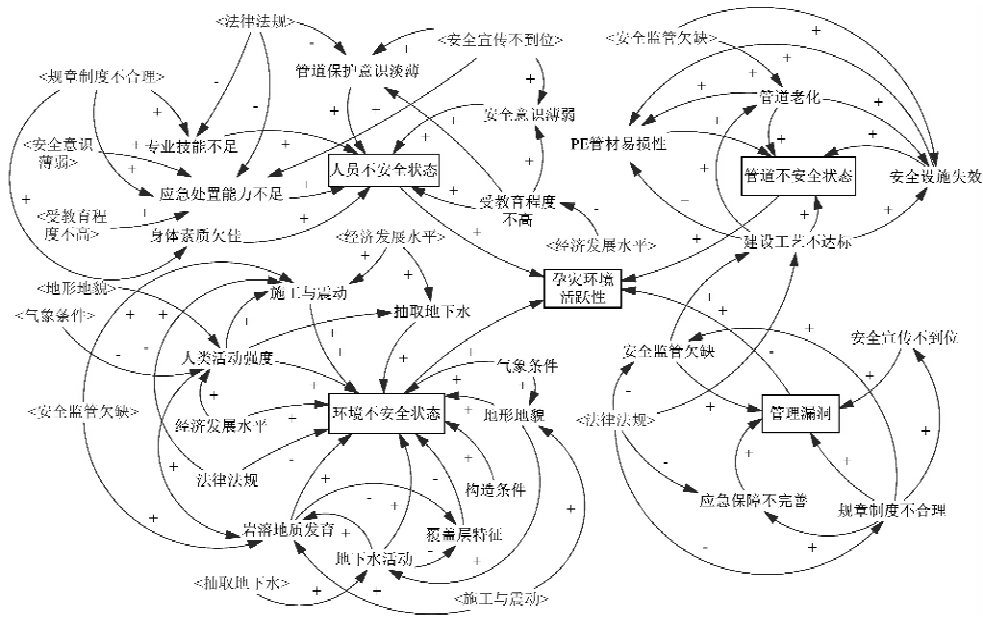 <法律法规>
<安全宣传不到位>
<安全监管欠缺>
管道保护意识淡薄
<规章制度不合理>
管道老化
安全意识薄弱
专业技能不足
PE管材易损性
<安全意识
薄弱>
人员不安全状态
管道不安全状态
安全设施失效
应急处置能力不足
受教育程度
不高
<受教育程
度不高>
身体素质欠佳
<经济发展水平>
<经济发展水平>
建设工艺不达标
孕灾环境
活跃性
<地形地貌>
施工与震动
<气象条件>
抽取地下水
安全监管欠缺
安全宣传不到位
人类活动强度
气象条件
<安全监管欠缺>
环境不安全状态
地形地貌
<法律法规>
管理漏洞
经济发展水平
法律法规
构造条件
应急保障不完善
规章制度不合理
岩溶地质发育
覆盖层特征
地下水活动
<抽取地下水>
<施工与震动>